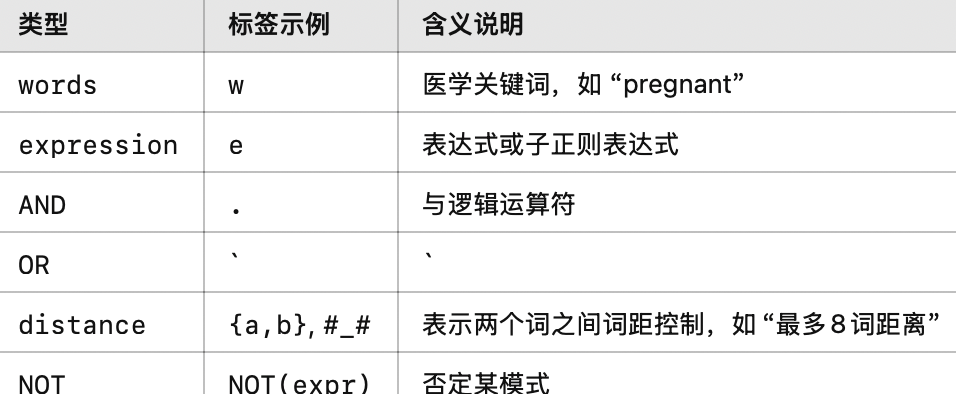 类型 标签示例 含义说明
words w 医学关键词，如 “pregnant”
expression e 表达式或子正则表达式
AND . 与逻辑运算符
OR ` `
distance {a,b}, #_# 表示两个词之间词距控制，如 “最多 8 词距离”
NOT NOT(expr) 否定某模式